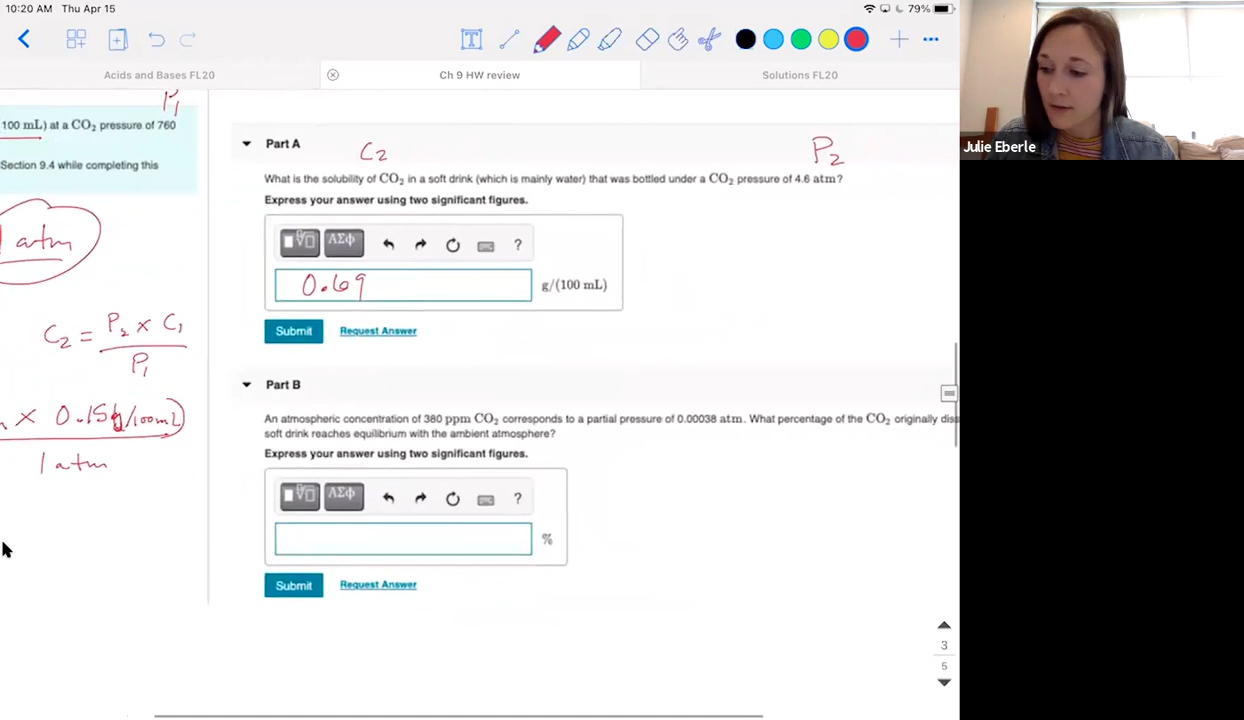 10:20 AM Thu Apr 15
79%
Acids and Bases FL20
Ch 9 HW review
Solutions FL20
Julie Eberle
P₁
100 mL) at a CO₂ pressure of 760
Section 9.4 while completing this
1 atm
C₂ = P₂ × C₁
P₁
× 0.15g/100mL)
1 atm
Part A
C₂
P₂
What is the solubility of CO₂ in a soft drink (which is mainly water) that was bottled under a CO₂ pressure of 4.6 atm?
Express your answer using two significant figures.
ΑΣΦ
?
0.69
g/(100 mL)
Submit
Request Answer
Part B
An atmospheric concentration of 380 ppm CO₂ corresponds to a partial pressure of 0.00038 atm. What percentage of the CO₂ originally dis
soft drink reaches equilibrium with the ambient atmosphere?
Express your answer using two significant figures.
ΑΣΦ
?
%
Submit
Request Answer
3
5